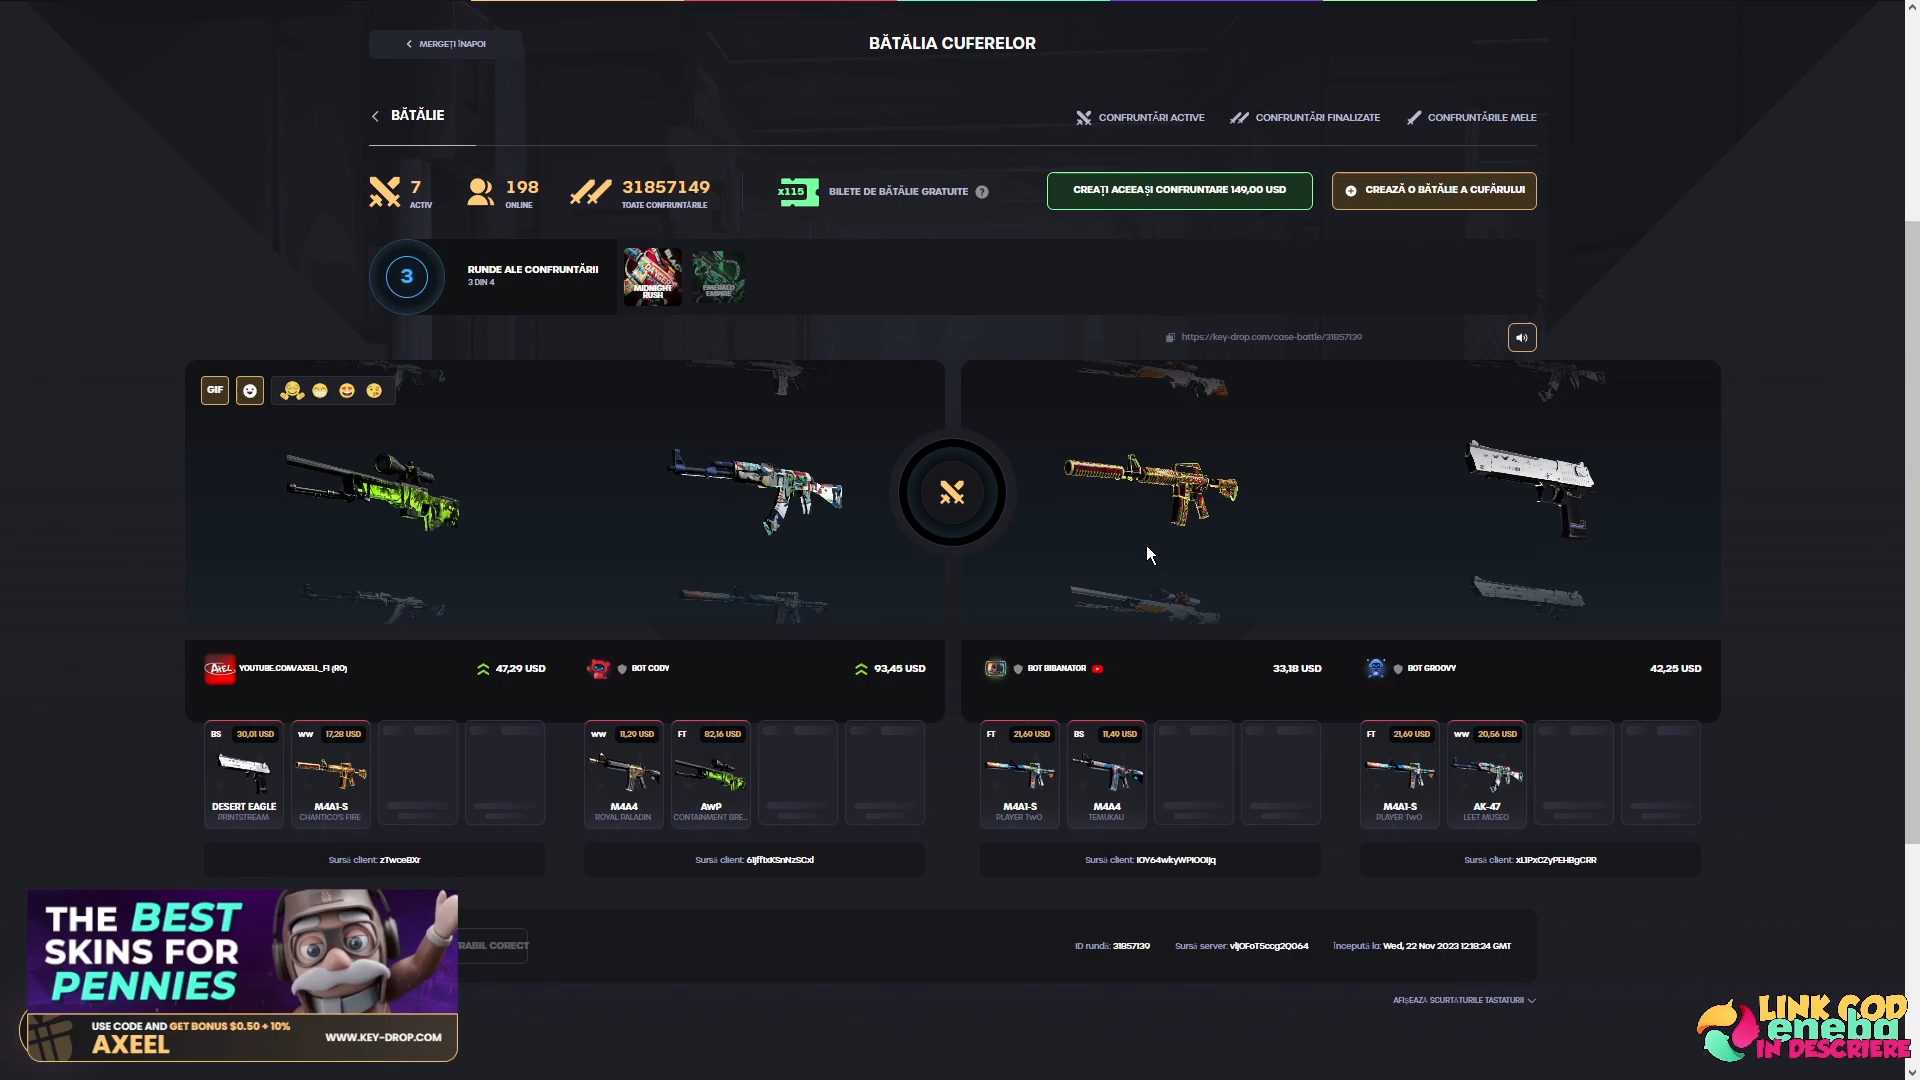 MERGEȚI ÎNAPOI
BĂTĂLIA CUFERELOR
BĂTĂLIE
CONFRUNTĂRI ACTIVE
CONFRUNTĂRI FINALIZATE
CONFRUNTĂRILE MELE
7
ACTIV
198
ONLINE
31857149
TOATE CONFRUNTĂRILE
x115
BILETE DE BĂTĂLIE GRATUITE ?
CREAȚI ACEEAȘI CONFRUNTARE 149,00 USD
CREAZĂ O BĂTĂLIE A CUFĂRULUI
3
RUNDE ALE CONFRUNTĂRII
3 DIN 4
MIDNIGHT
RUSH
EMERALD
EMPIRE
https://key-drop.com/case-battle/31857139
GIF
YOUTUBE.COM/AXELL_F1 (RO)
47,29 USD
BOT CODY
93,45 USD
BOT BIBANATOR
33,18 USD
BOT GROOVY
42,25 USD
BS 30,01 USD
DESERT EAGLE
PRINTSTREAM
WW 17,28 USD
M4A1-S
CHANTICO'S FIRE
WW 11,29 USD
M4A4
ROYAL PALADIN
FT 82,16 USD
AWP
CONTAINMENT BRE...
FT 21,69 USD
M4A1-S
PLAYER TWO
BS 11,49 USD
M4A4
TEMUKAU
FT 21,69 USD
M4A1-S
PLAYER TWO
WW 20,56 USD
AK-47
LEET MUSEO
Sursă client: zTwceBXr
Sursă client:
Sursă client:
Sursă client:
RABIL CORECT
ID rundă: 31857139
Sursă server:
Începută la: Wed, 22 Nov 2023 12:18:24 GMT
AFIȘEAZĂ SCURTĂTURILE TASTATURII
THE BEST
SKINS FOR
PENNIES
USE CODE AND GET BONUS $0.50 + 10%
AXEEL
WWW.KEY-DROP.COM
LINK COD
eneba
IN DESCRIERE